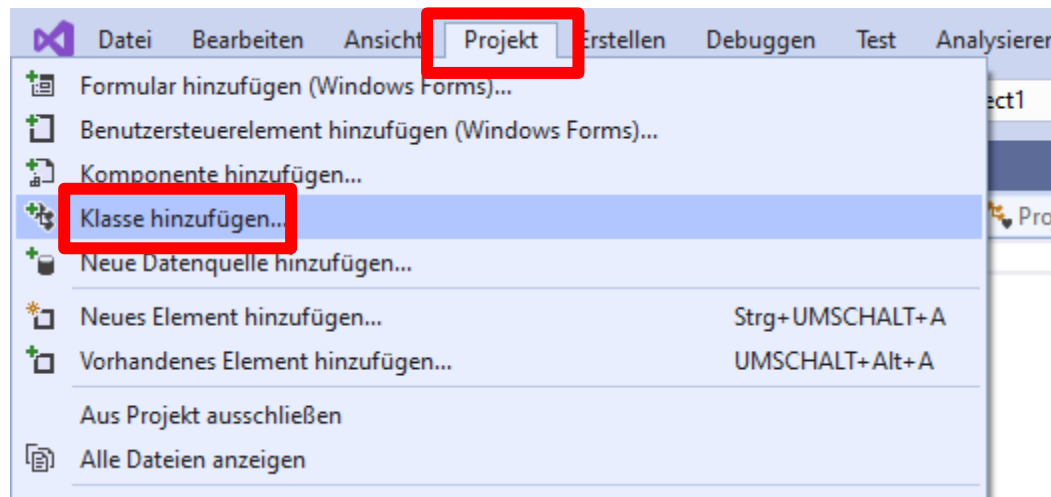 Datei Bearbeiten Ansicht Projekt Erstellen Debuggen Test Analysieren
Formular hinzufügen (Windows Forms)...
ect1
Benutzersteuerelement hinzufügen (Windows Forms)...
Komponente hinzufügen...
Klasse hinzufügen...
Pro
Neue Datenquelle hinzufügen...
Neues Element hinzufügen... Strg+UMSCHALT+A
Vorhandenes Element hinzufügen... UMSCHALT+Alt+A
Aus Projekt ausschließen
Alle Dateien anzeigen